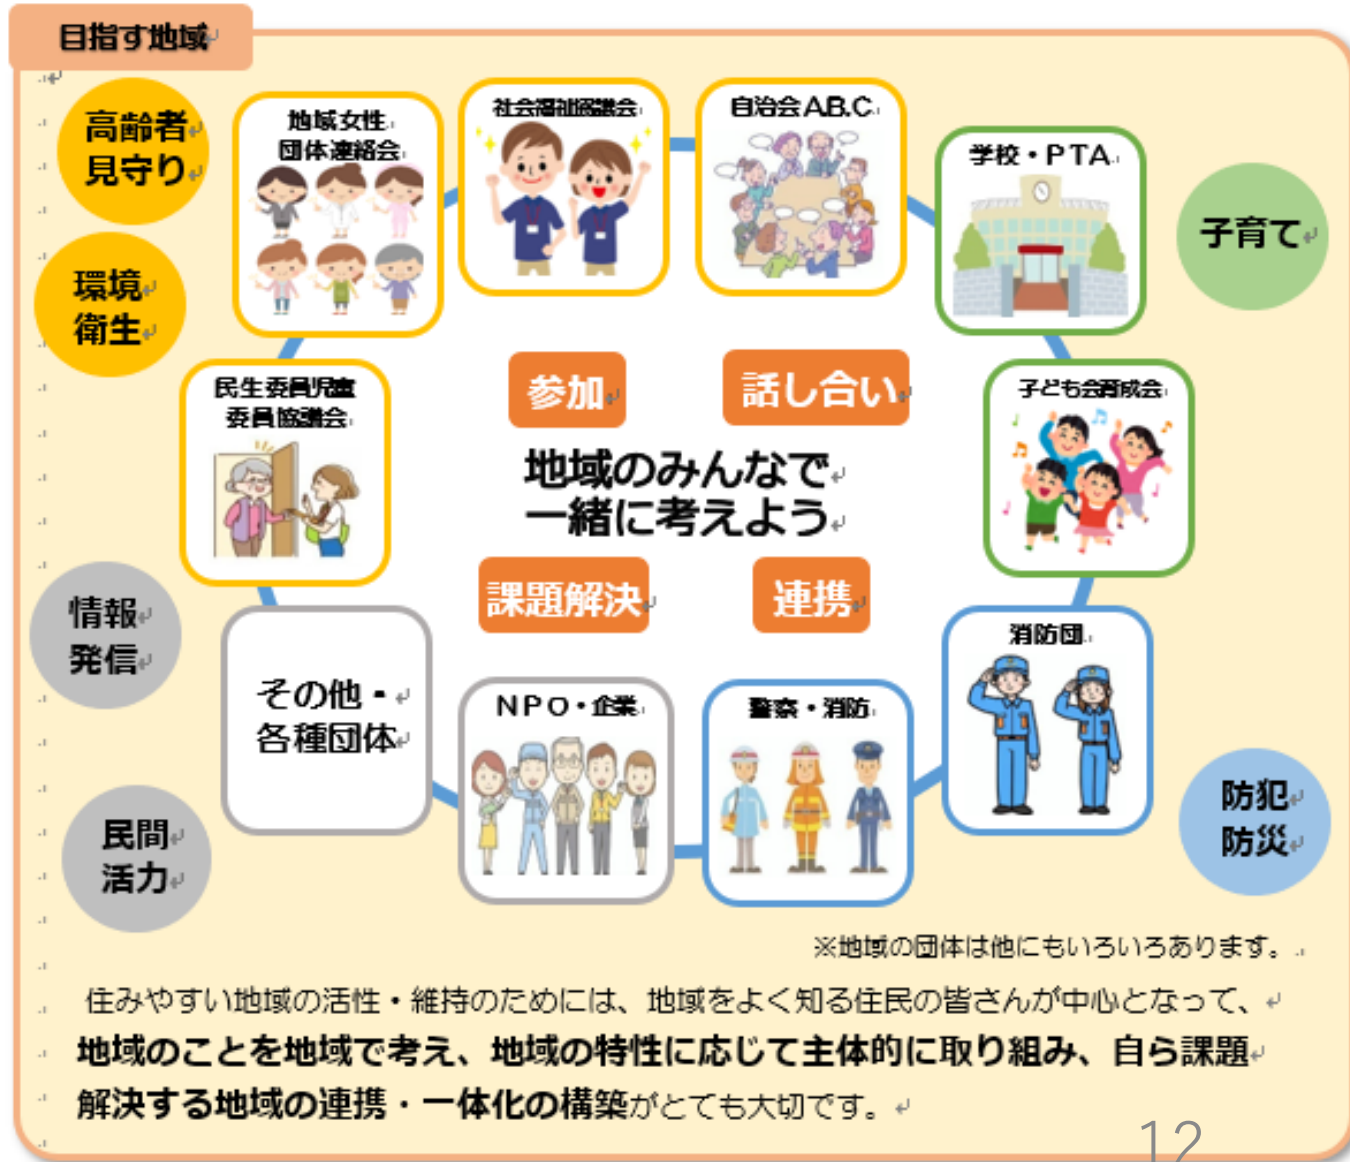 目指す地域
高齢者
見守り
環境
衛生
地域女性
団体連絡会
社会福祉協議会
自治会A.B.C
学校・PTA
子育て
民生委員児童
委員協議会
参加
話し合い
子ども会育成会
地域のみんなで
一緒に考えよう
課題解決
連携
情報
発信
その他・
各種団体
NPO・企業
警察・消防
消防団
民間
活力
防犯
防災
※地域の団体は他にもいろいろあります。
住みやすい地域の活性・維持のためには、地域をよく知る住民の皆さんが中心となって、
地域のことを地域で考え、地域の特性に応じて主体的に取り組み、自ら課題
解決する地域の連携・一体化の構築がとても大切です。
12